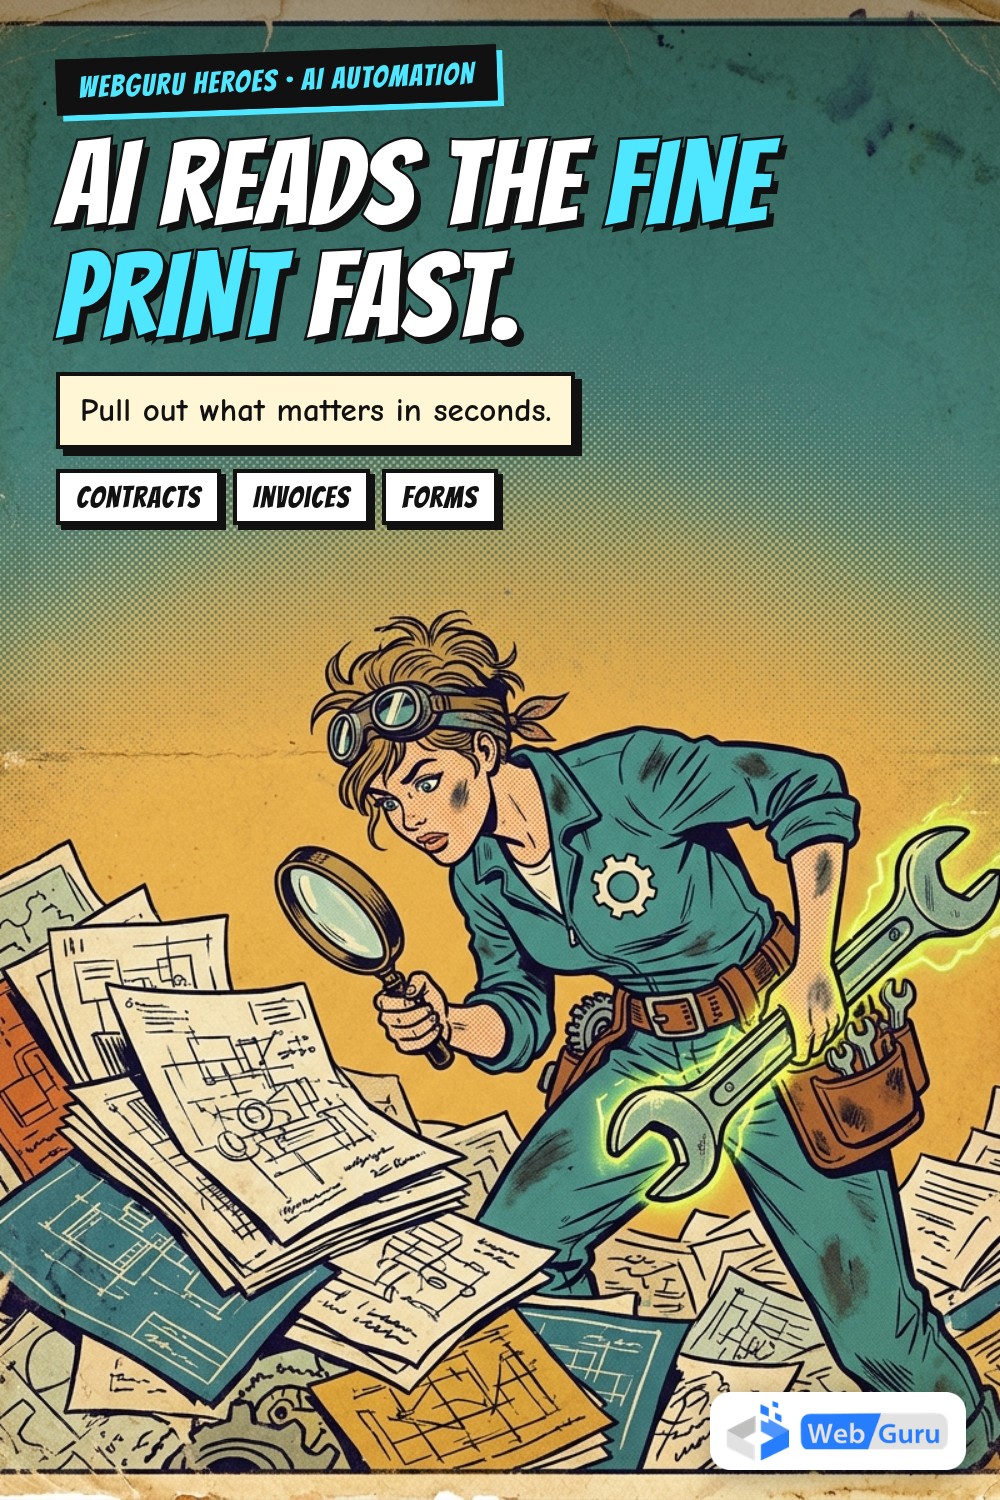 WEBGURU HEROES · AI AUTOMATION
AI READS THE FINE
PRINT FAST.
Pull out what matters in seconds.
CONTRACTS INVOICES FORMS
Web Guru